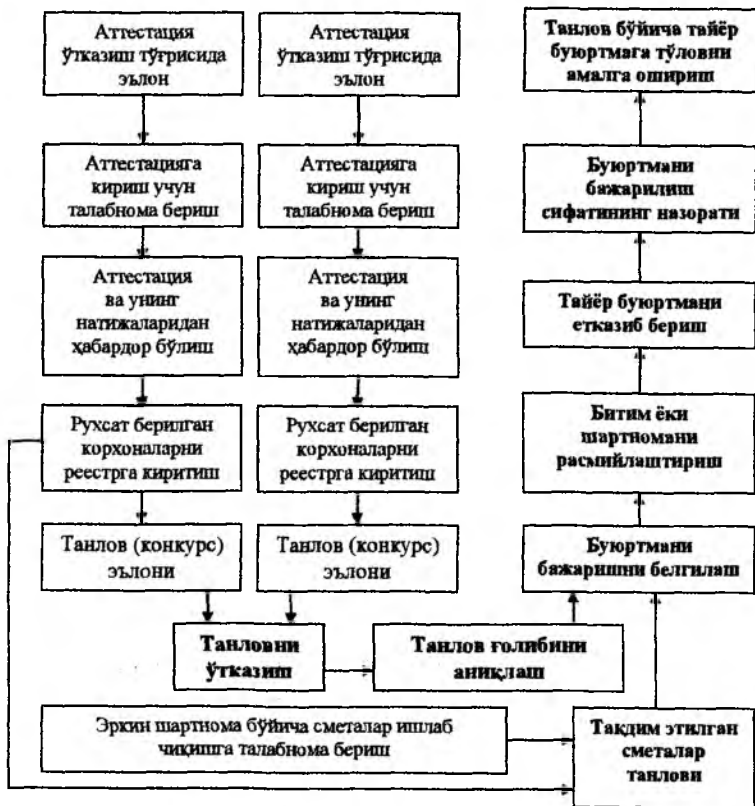 Аттестация
ўтказиш тўғрисида
эълон
Аттестация
ўтказиш тўғрисида
эълон
Танлов бўйича тайёр
буюртмага тўловни
амалга ошириш
Аттестацияга
кириш учун
талабнома бериш
Аттестацияга
кириш учун
талабнома бериш
Буюртмани
бажарилиш
сифатининг назорати
Аттестация
ва унинг
натижаларидан
ҳабардор бўлиш
Аттестация
ва унинг
натижаларидан
ҳабардор бўлиш
Тайёр буюртмани
етказиб бериш
Рухсат берилган
корхоналарни
реестрга киритиш
Рухсат берилган
корхоналарни
реестрга киритиш
Битим ёки
шартномани
расмийлаштириш
Танлов (конкурс)
эълони
Танлов (конкурс)
эълони
Буюртмани
бажаришни белгилаш
Танловни
ўтказиш
Танлов ғолибини
аниқлаш
Эркин шартнома бўйича сметалар ишлаб
чиқишга талабнома бериш
Тақдим этилган
сметалар
танлови